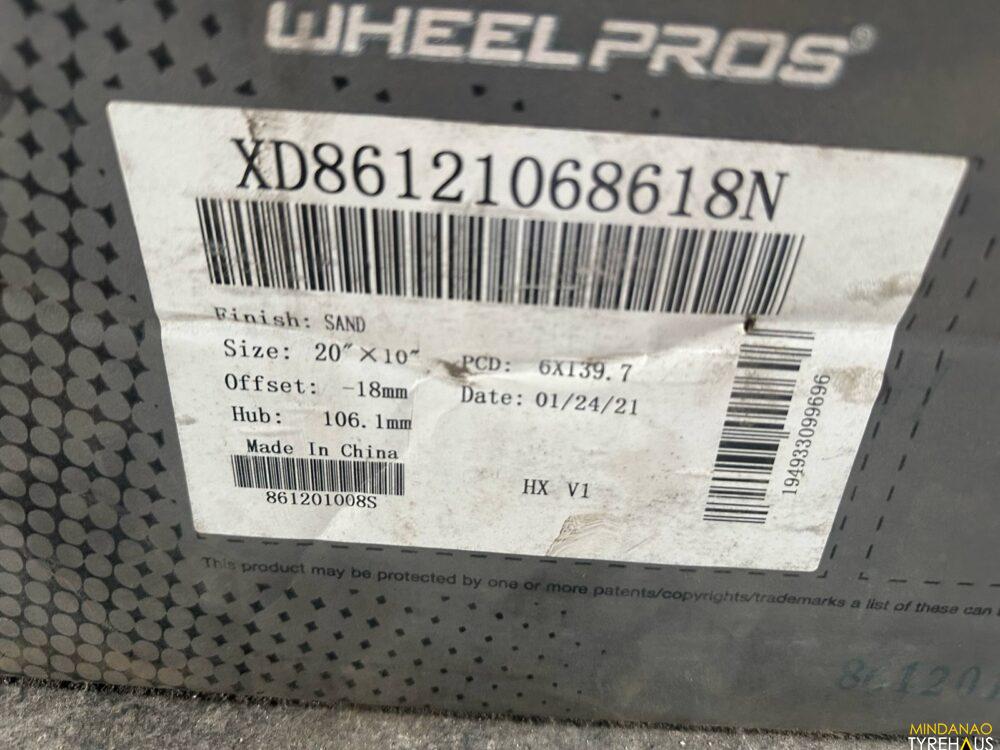 WHEEL PROS®
XD86121068618N
Finish: SAND
Size: 20″×10″ PCD: 6X139.7
Offset: -18mm Date: 01/24/21
Hub: 106.1mm
Made In China
861201008S
HX V1
194933099696
This product may be protected by one or more patents/copyrights/trademarks a list of these can
861201
MINDANAO
TYREHAUS